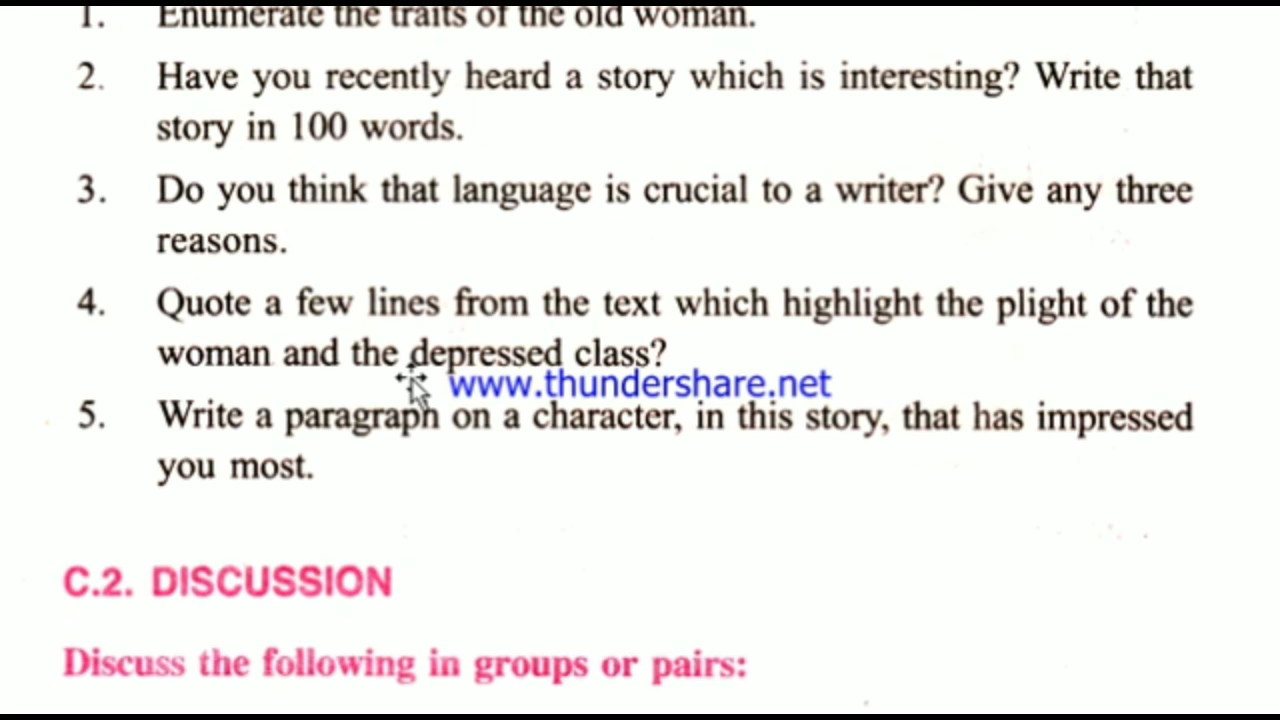 1. Enumerate the traits of the old woman.
2. Have you recently heard a story which is interesting? Write that
story in 100 words.
3. Do you think that language is crucial to a writer? Give any three
reasons.
4. Quote a few lines from the text which highlight the plight of the
woman and the depressed class?
www.thundershare.net
5. Write a paragraph on a character, in this story, that has impressed
you most.
C.2. DISCUSSION
Discuss the following in groups or pairs: